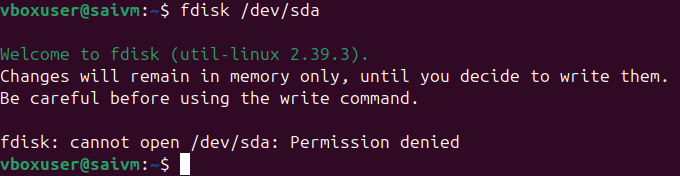 vboxuser@saivm:~$ fdisk /dev/sda
Welcome to fdisk (util-linux 2.39.3).
Changes will remain in memory only, until you decide to write them.
Be careful before using the write command.
fdisk: cannot open /dev/sda: Permission denied
vboxuser@saivm:~$